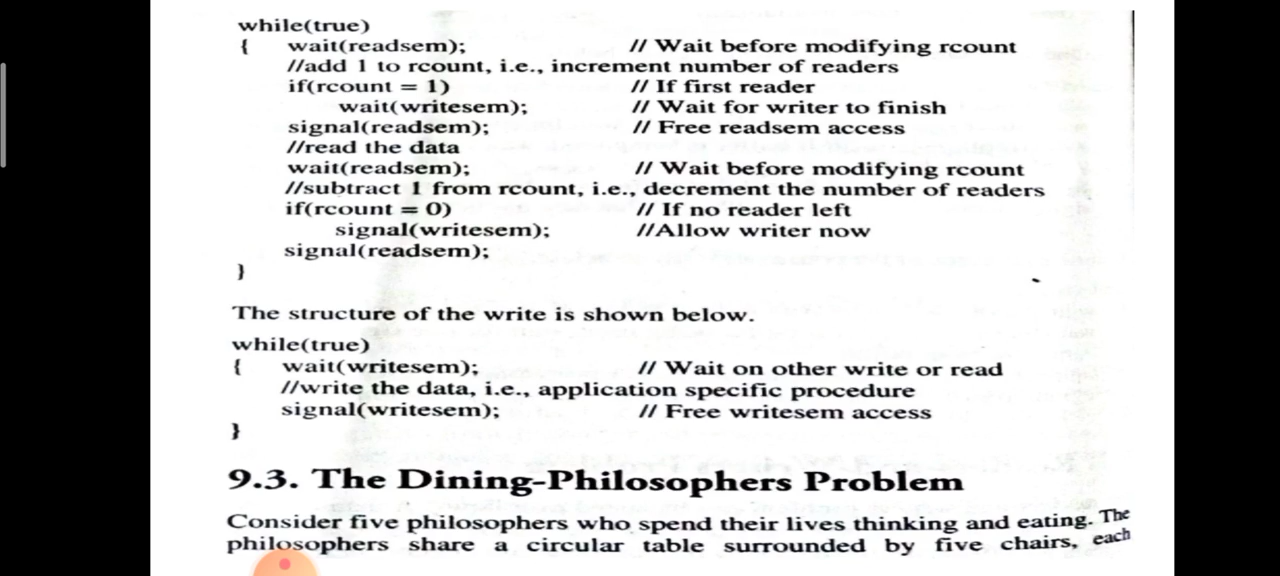 while(true)
{ wait(readsem); // Wait before modifying rcount
//add 1 to rcount, i.e., increment number of readers
if(rcount = 1) // If first reader
wait(writesem); // Wait for writer to finish
signal(readsem); // Free readsem access
//read the data
wait(readsem); // Wait before modifying rcount
//subtract 1 from rcount, i.e., decrement the number of readers
if(rcount = 0) // If no reader left
signal(writesem); //Allow writer now
signal(readsem);
}
The structure of the write is shown below.
while(true)
{ wait(writesem); // Wait on other write or read
//write the data, i.e., application specific procedure
signal(writesem); // Free writesem access
}
9.3. The Dining-Philosophers Problem
Consider five philosophers who spend their lives thinking and eating. The
philosophers share a circular table surrounded by five chairs, each